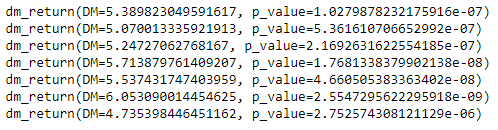 dm_return(DM=5.389823049591617, p_value=1.0279878232175916e-07)
dm_return(DM=5.070013335921913, p_value=5.361610706652992e-07)
dm_return(DM=5.24727062768167, p_value=2.1692631622554185e-07)
dm_return(DM=5.713879761409207, p_value=1.7681338379902138e-08)
dm_return(DM=5.537431747403959, p_value=4.660505383363402e-08)
dm_return(DM=6.053090014454625, p_value=2.5547295622295918e-09)
dm_return(DM=4.735398446451162, p_value=2.752574308121129e-06)